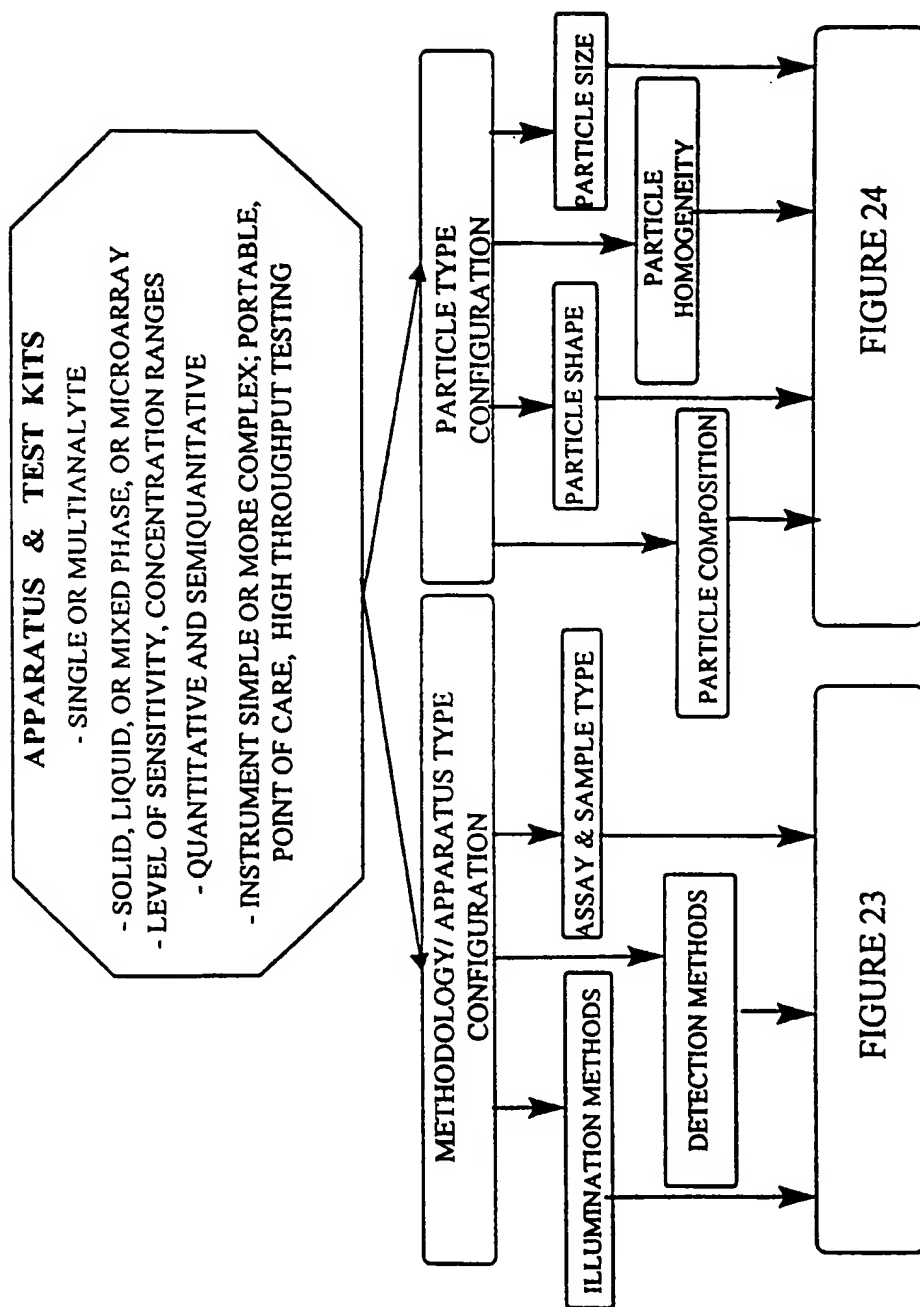 APPARATUS & TEST KITS
- SINGLE OR MULTIANALYTE
- SOLID, LIQUID, OR MIXED PHASE, OR MICROARRAY
- LEVEL OF SENSITIVITY, CONCENTRATION RANGES
- QUANTITATIVE AND SEMIQUANITATIVE
- INSTRUMENT SIMPLE OR MORE COMPLEX; PORTABLE,
POINT OF CARE, HIGH THROUGHPUT TESTING
METHODOLOGY/ APPARATUS TYPE
CONFIGURATION
ILLUMINATION METHODS
DETECTION METHODS
ASSAY & SAMPLE TYPE
FIGURE 23
PARTICLE TYPE
CONFIGURATION
PARTICLE COMPOSITION
PARTICLE SHAPE
PARTICLE
HOMOGENEITY
PARTICLE SIZE
FIGURE 24